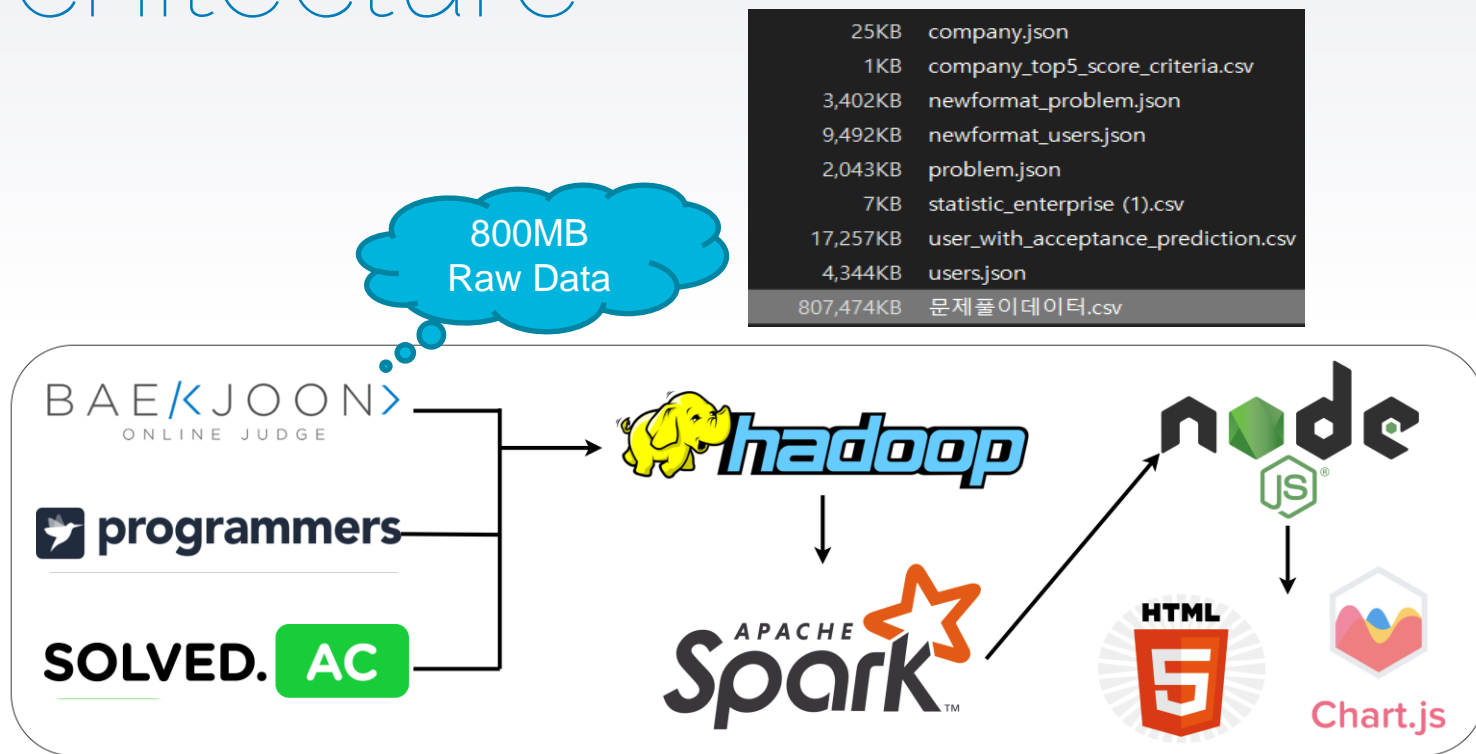 chitecture
25KB company.json
1KB company_top5_score_criteria.csv
3,402KB newformat_problem.json
9,492KB newformat_users.json
2,043KB problem.json
7KB statistic_enterprise (1).csv
17,257KB user_with_acceptance_prediction.csv
4,344KB users.json
807,474KB 문제풀이데이터.csv
800MB
Raw Data
BAEKJOON>
ONLINE JUDGE
programmers
SOLVED. AC
hadoop
APACHE
Spark™
node
JS®
HTML
5
Chart.js